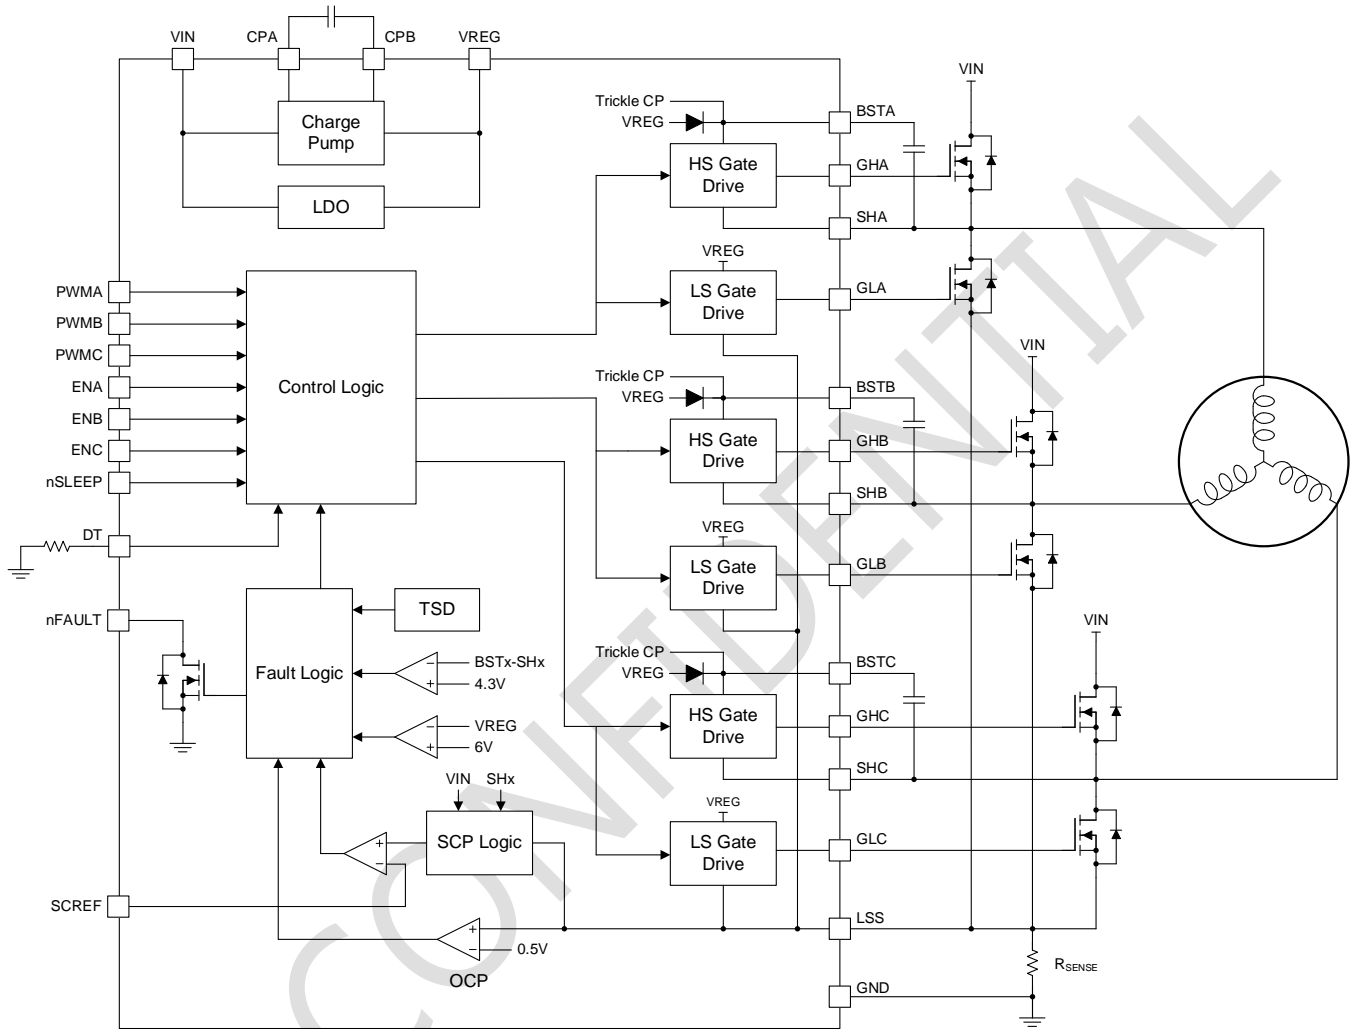 VIN
CPA
CPB
VREG
Charge
Pump
LDO
PWMA
PWMB
PWMC
ENA
ENB
ENC
nSLEEP
DT
nFAULT
SCREF
Control Logic
Fault Logic
TSD
BSTx-SHx
4.3V
VREG
6V
VIN
SHx
SCP Logic
0.5V
OCP
Trickle CP
VREG
HS Gate
Drive
VREG
LS Gate
Drive
Trickle CP
VREG
HS Gate
Drive
VREG
LS Gate
Drive
Trickle CP
VREG
HS Gate
Drive
VREG
LS Gate
Drive
BSTA
GHA
SHA
GLA
BSTB
GHB
SHB
GLB
BSTC
GHC
SHC
GLC
LSS
GND
VIN
VIN
VIN
RSENSE
CONFIDENTIAL